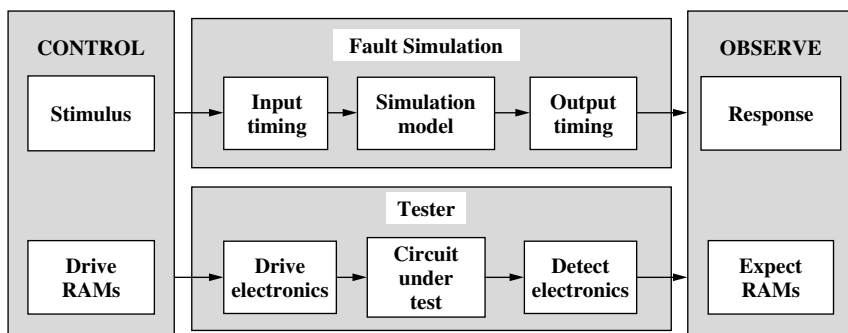 CONTROL
Stimulus
Drive
RAMs
Fault Simulation
Input
timing
Simulation
model
Output
timing
Tester
Drive
electronics
Circuit
under
test
Detect
electronics
OBSERVE
Response
Expect
RAMs